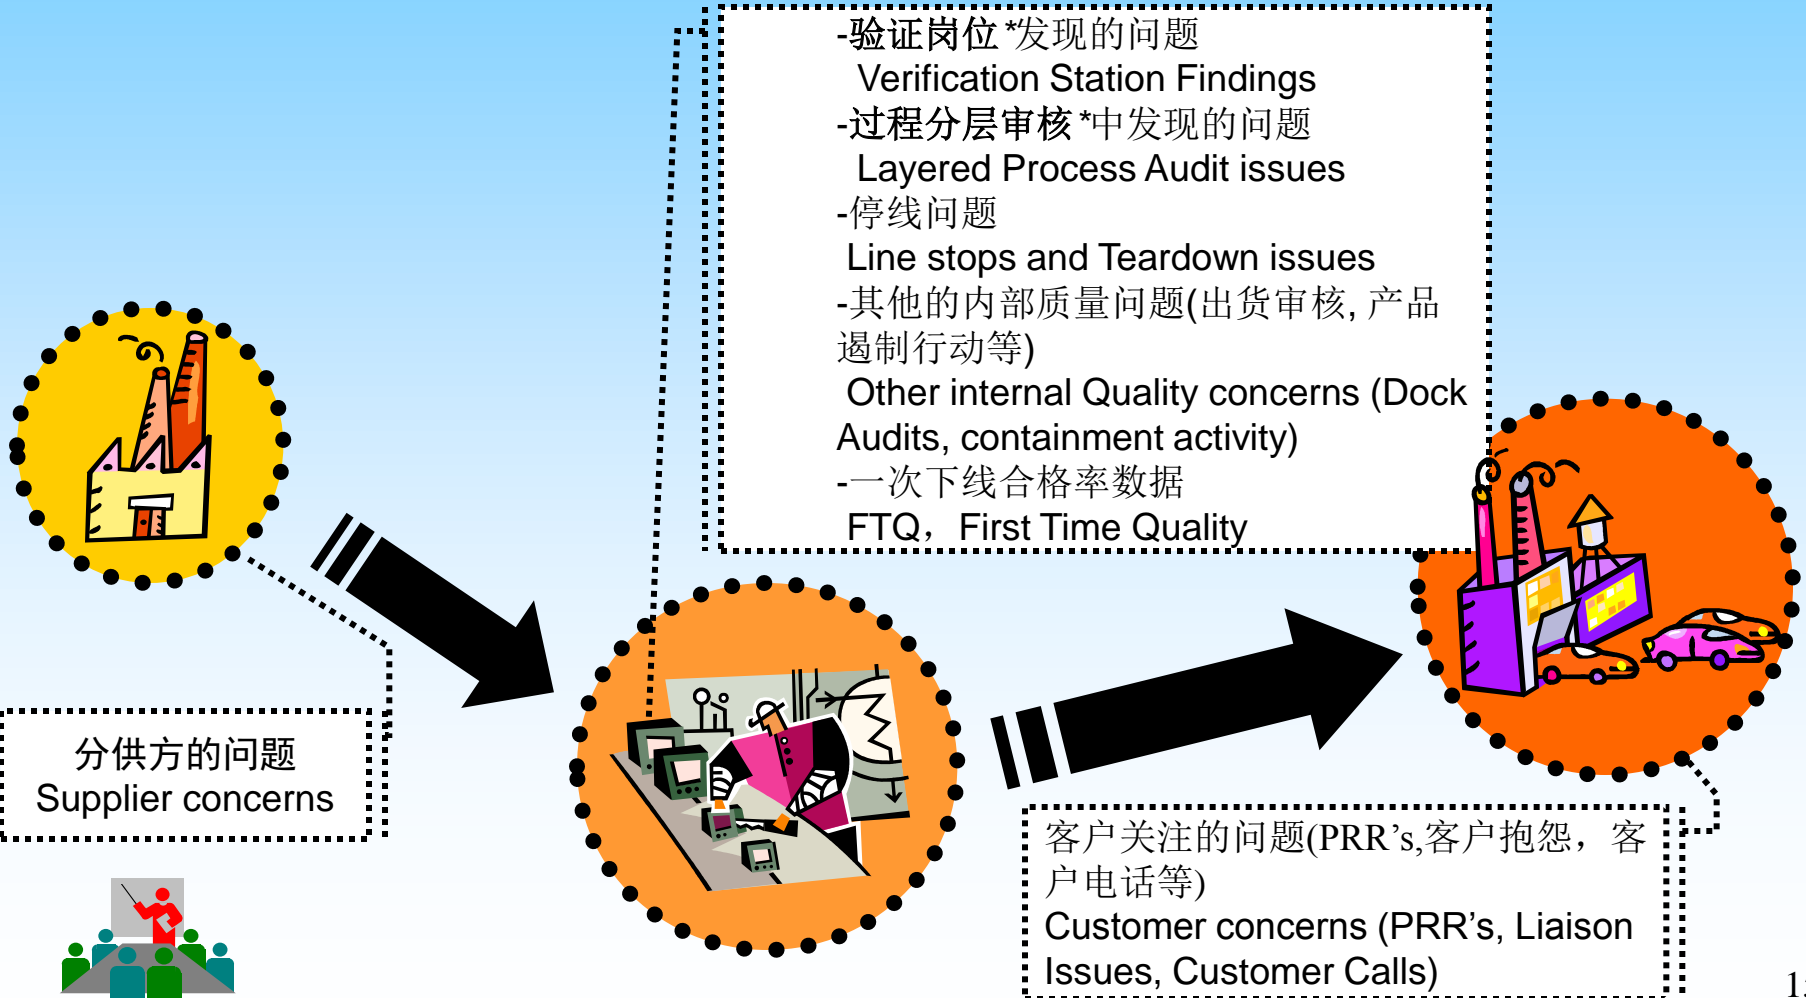 -验证岗位*发现的问题
Verification Station Findings
-过程分层审核*中发现的问题
Layered Process Audit issues
-停线问题
Line stops and Teardown issues
-其他的内部质量问题(出货审核, 产品
遏制行动等)
Other internal Quality concerns (Dock
Audits, containment activity)
-一次下线合格率数据
FTQ，First Time Quality
分供方的问题
Supplier concerns
客户关注的问题(PRR’s,客户抱怨，客
户电话等)
Customer concerns (PRR’s, Liaison
Issues, Customer Calls)